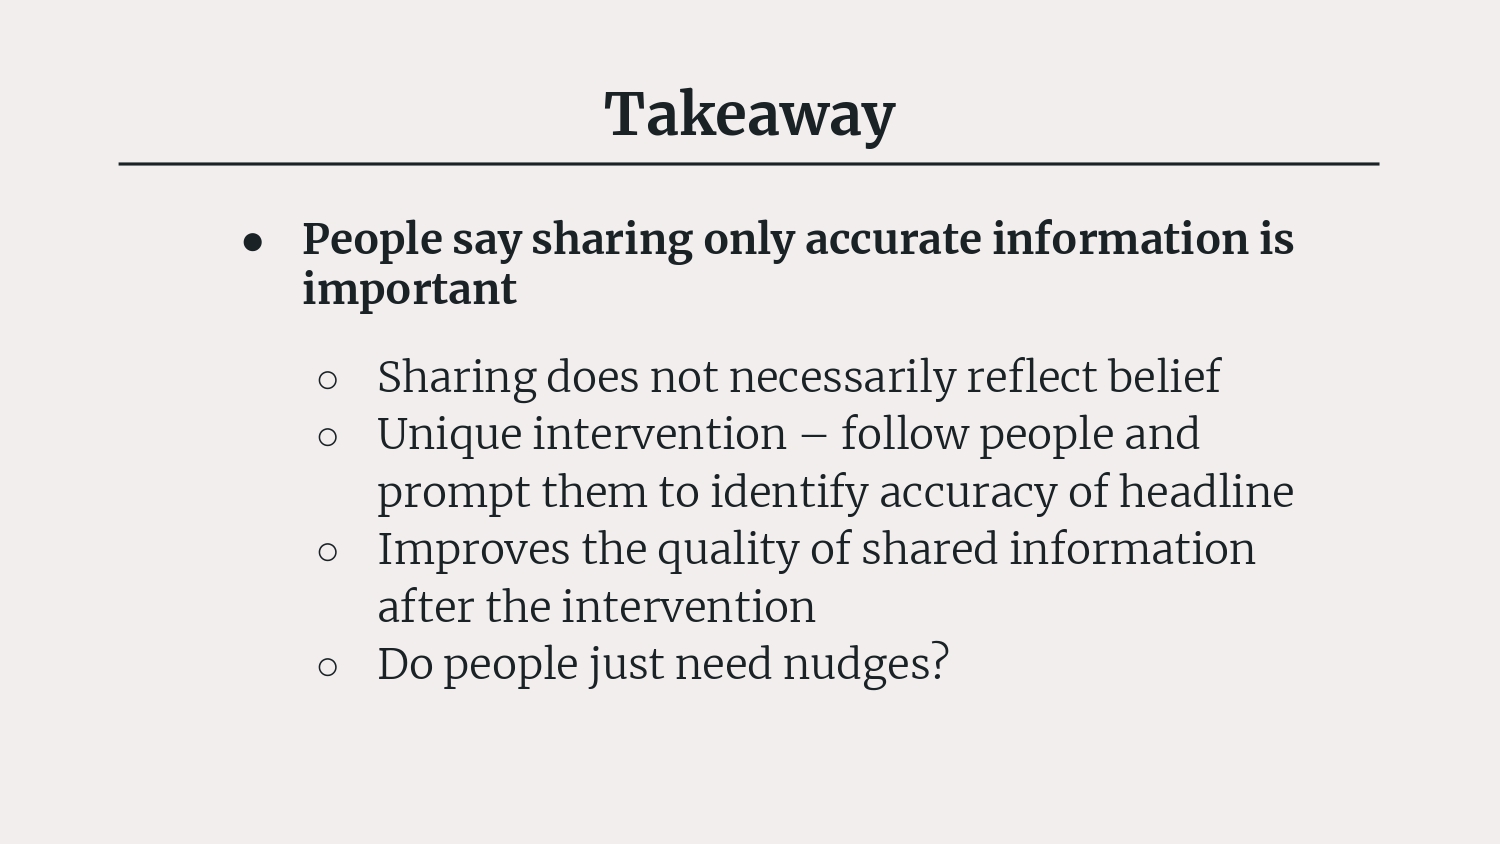 Takeaway
● People say sharing only accurate information is
important
○ Sharing does not necessarily reflect belief
○ Unique intervention – follow people and
prompt them to identify accuracy of headline
○ Improves the quality of shared information
after the intervention
○ Do people just need nudges?